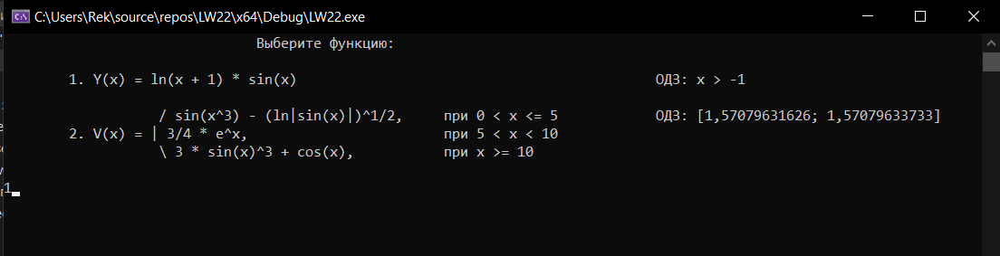 C:\Users\Rek\source\repos\LW22\x64\Debug\LW22.exe
Выберите функцию:
1. Y(x) = ln(x + 1) * sin(x) ОДЗ: x > -1
/ sin(x^3) - (ln|sin(x)|)^1/2, при 0 < x <= 5 ОДЗ: [1,57079631626; 1,57079633733]
2. V(x) = | 3/4 * e^x, при 5 < x < 10
\ 3 * sin(x)^3 + cos(x), при x >= 10
1